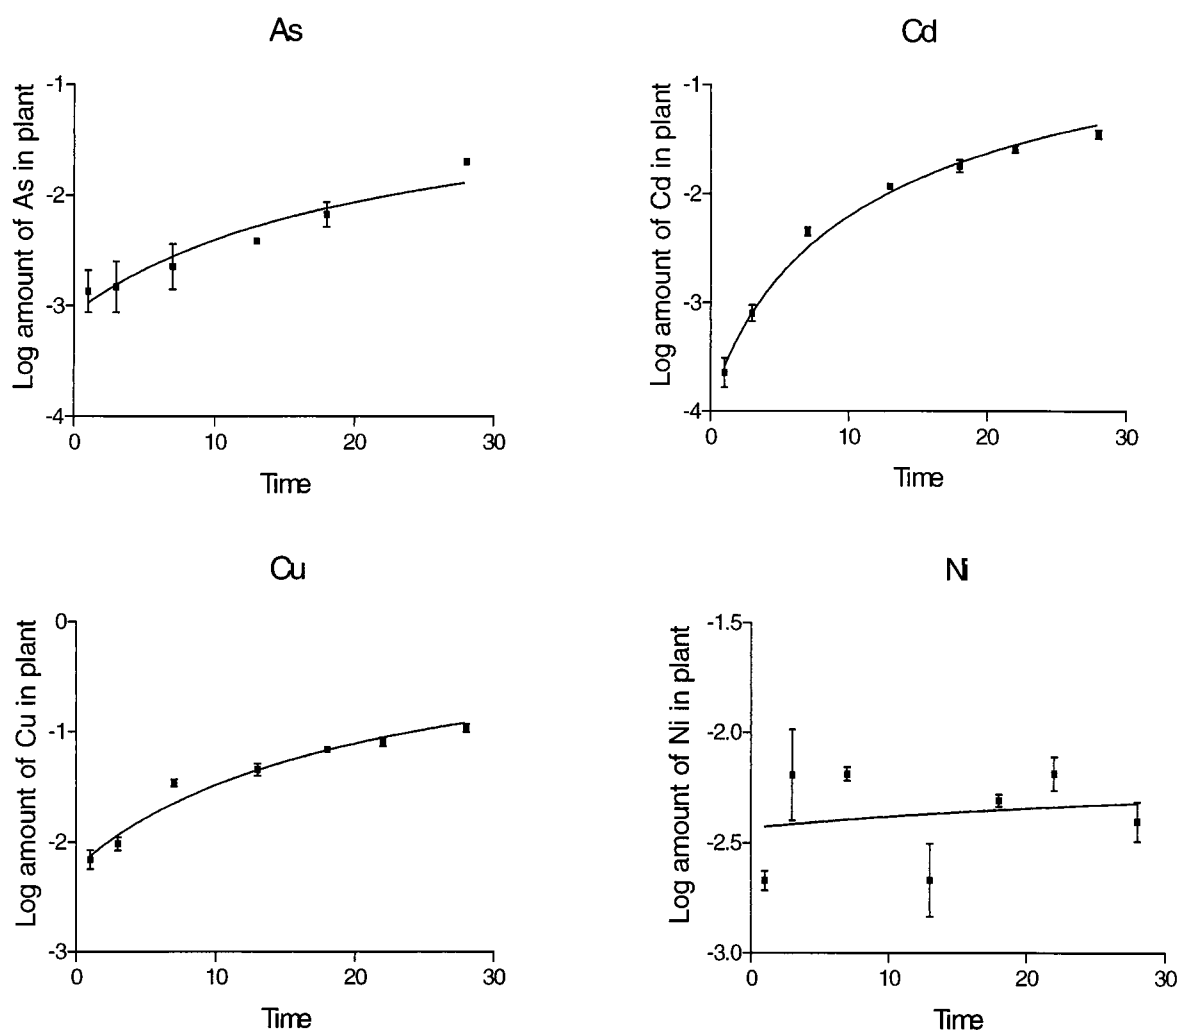 As
Log amount of As in plant
-1
-2
-3
-4
0
10
20
30
Time
Cd
Log amount of Cd in plant
-1
-2
-3
-4
0
10
20
30
Time
Cu
Log amount of Cu in plant
0
-1
-2
-3
0
10
20
30
Time
Ni
Log amount of Ni in plant
-1.5
-2.0
-2.5
-3.0
0
10
20
30
Time